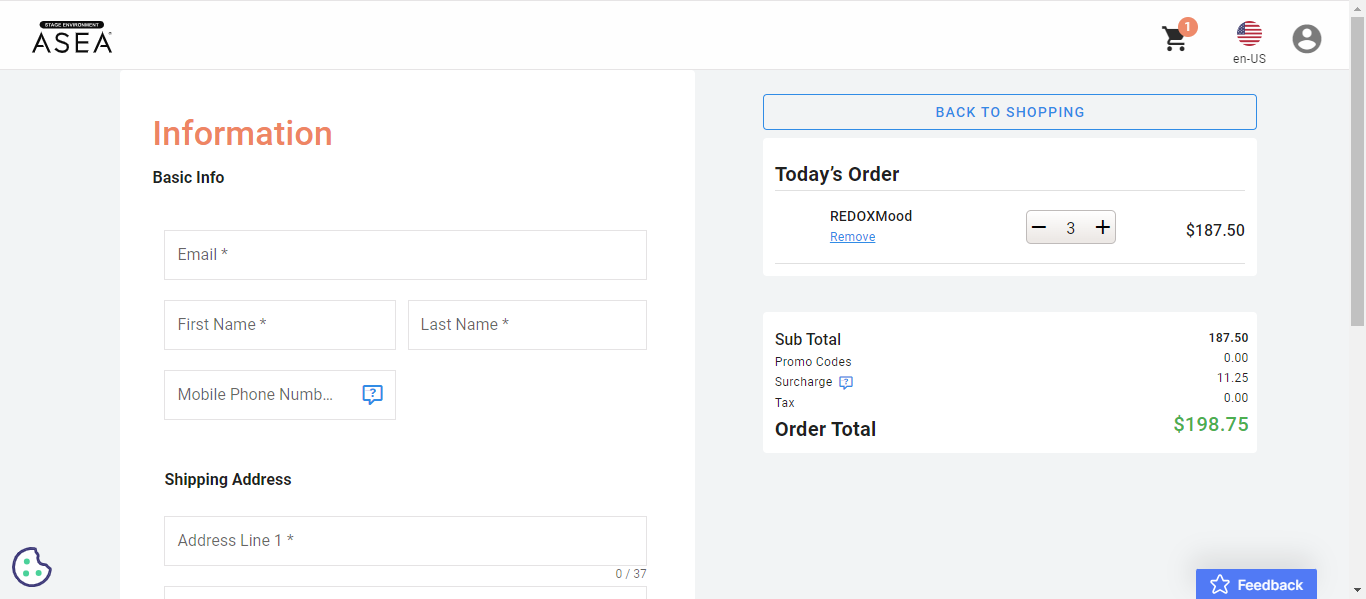 STAGE ENVIRONMENT
ASEA
1
en-US
Information
Basic Info
Email *
First Name *
Last Name *
Mobile Phone Numb...
?
Shipping Address
Address Line 1 *
0 / 37
BACK TO SHOPPING
Today’s Order
REDOXMood
Remove
3
$187.50
Sub Total 187.50
Promo Codes 0.00
Surcharge ? 11.25
Tax 0.00
Order Total $198.75
Feedback